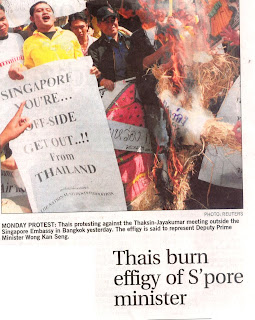 SINGAPORE
YOU'RE...
OFF-SIDE
GET OUT..!!
From
THAILAND
PHOTO: REUTERS
MONDAY PROTEST: Thais protesting against the Thaksin-Jayakumar meeting outside the
Singapore Embassy in Bangkok yesterday. The effigy is said to represent Deputy Prime
Minister Wong Kan Seng.
Thais burn
effigy of S'pore
minister